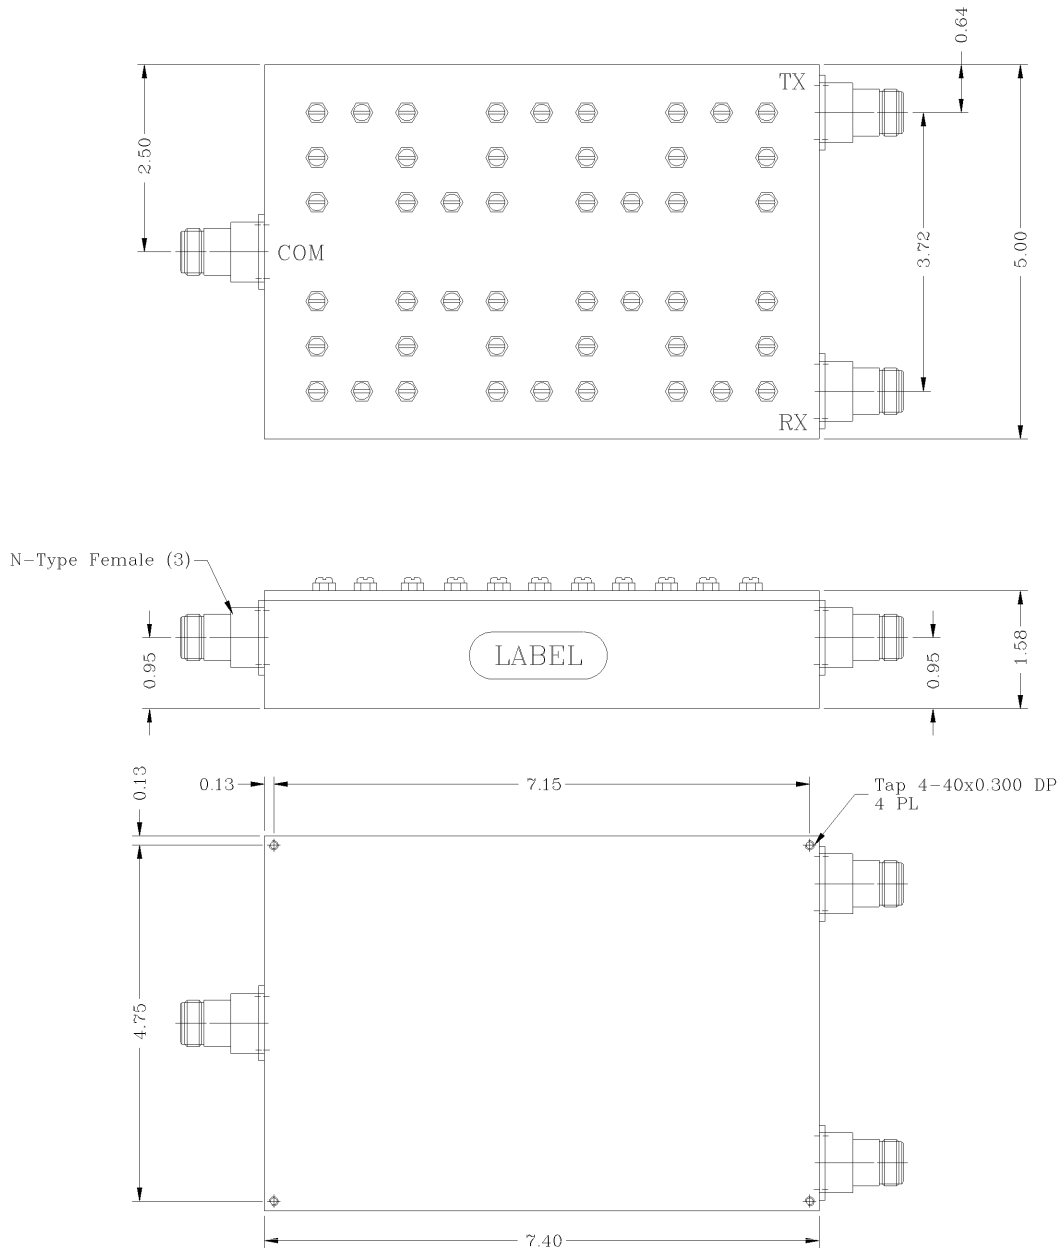 0.64
TX
2.50
COM
3.72
5.00
RX
N-Type Female (3)
LABEL
0.95
0.95
1.58
0.13
0.13
7.15
Tap 4-40x0.300 DP
4 PL
4.75
7.40